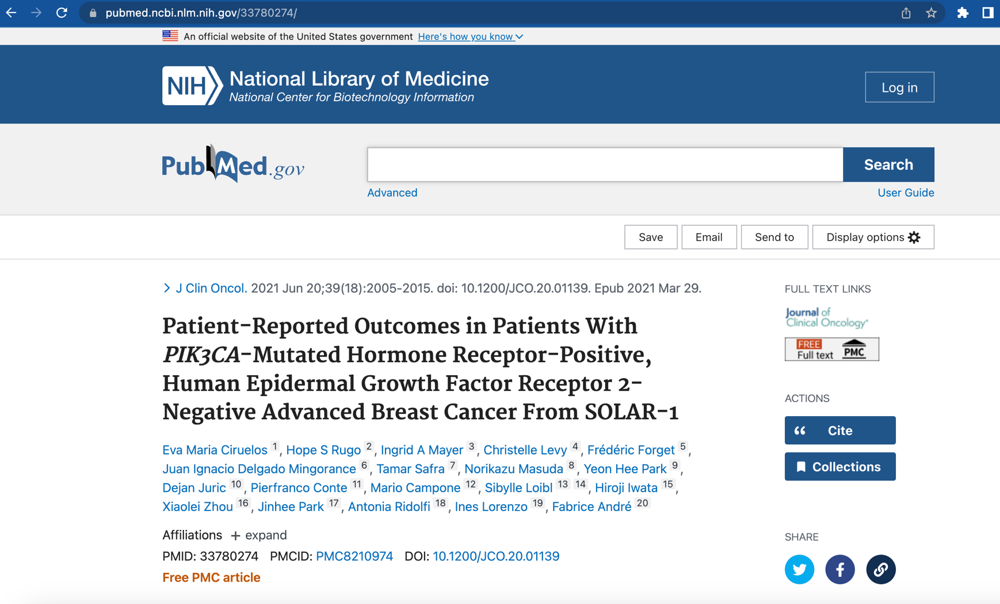 pubmed.ncbi.nlm.nih.gov/33780274/
An official website of the United States government Here's how you know
NIH National Library of Medicine
National Center for Biotechnology Information
Log in
PubMed.gov
Search
Advanced
User Guide
Save
Email
Send to
Display options
J Clin Oncol. 2021 Jun 20;39(18):2005-2015. doi: 10.1200/JCO.20.01139. Epub 2021 Mar 29.
Patient-Reported Outcomes in Patients With
PIK3CA-Mutated Hormone Receptor-Positive,
Human Epidermal Growth Factor Receptor 2-
Negative Advanced Breast Cancer From SOLAR-1
Eva Maria Ciruelos 1, Hope S Rugo 2, Ingrid A Mayer 3, Christelle Levy 4, Frédéric Forget 5,
Juan Ignacio Delgado Mingorance 6, Tamar Safra 7, Norikazu Masuda 8, Yeon Hee Park 9,
Dejan Juric 10, Pierfranco Conte 11, Mario Campone 12, Sibylle Loibl 13 14, Hiroji Iwata 15,
Xiaolei Zhou 16, Jinhee Park 17, Antonia Ridolfi 18, Ines Lorenzo 19, Fabrice André 20
Affiliations + expand
PMID: 33780274 PMCID: PMC8210974 DOI: 10.1200/JCO.20.01139
Free PMC article
FULL TEXT LINKS
Journal of
Clinical Oncology®
FREE
Full text PMC
ACTIONS
Cite
Collections
SHARE